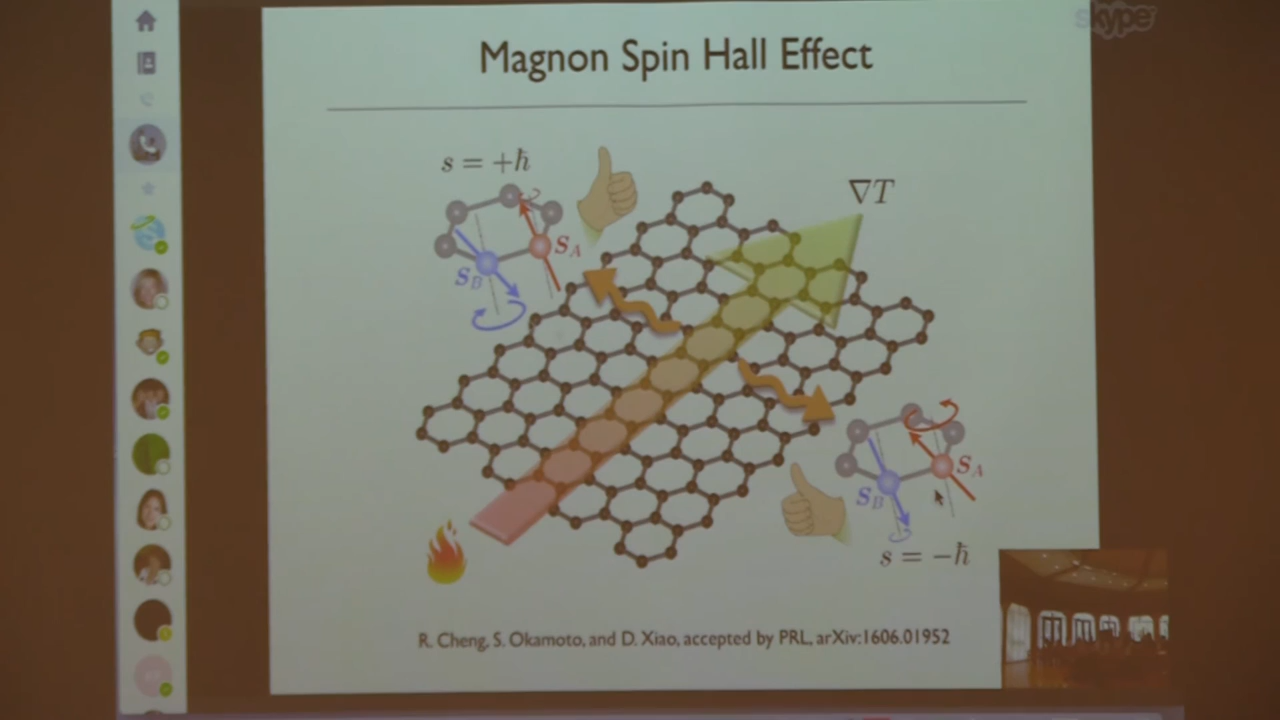 skype
Magnon Spin Hall Effect
s = +ħ
∇T
S_A
S_B
S_A
S_B
s = −ħ
R. Cheng, S. Okamoto, and D. Xiao, accepted by PRL, arXiv:1606.01952